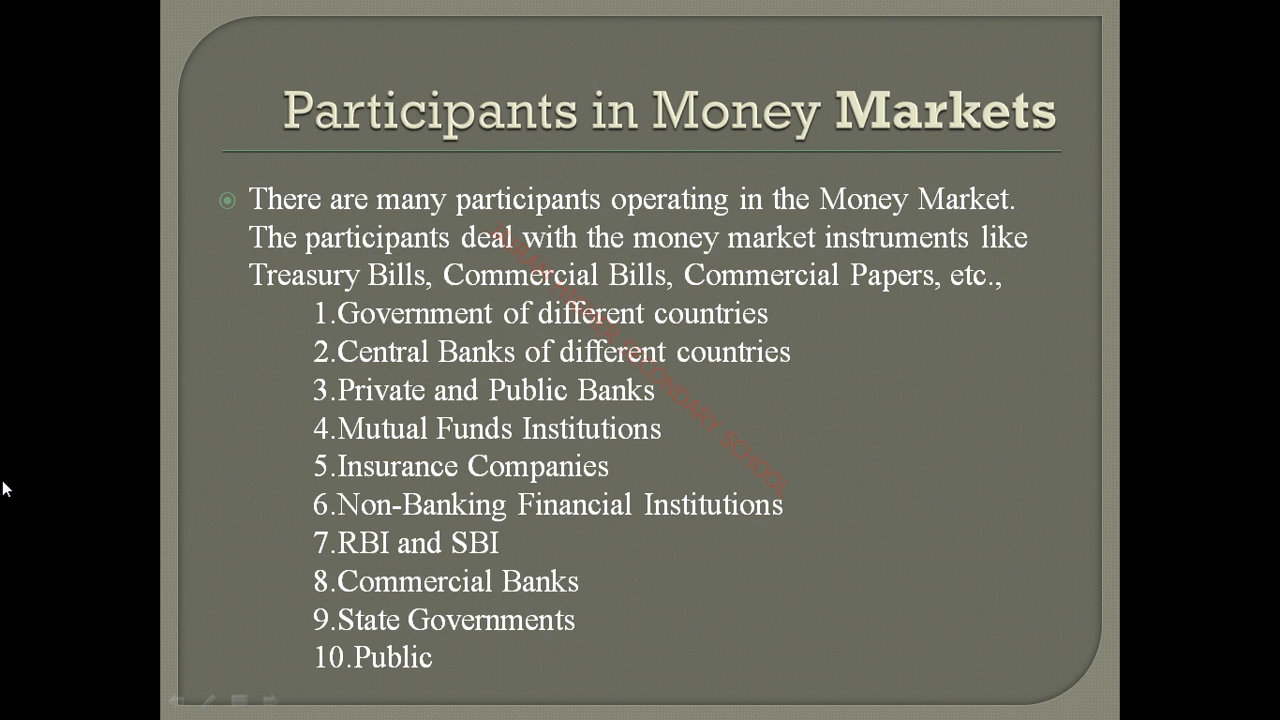 Participants in Money Markets
There are many participants operating in the Money Market.
The participants deal with the money market instruments like
Treasury Bills, Commercial Bills, Commercial Papers, etc.,
1.Government of different countries
2.Central Banks of different countries
3.Private and Public Banks
4.Mutual Funds Institutions
5.Insurance Companies
6.Non-Banking Financial Institutions
7.RBI and SBI
8.Commercial Banks
9.State Governments
10.Public
SECONDARY SCHOOL